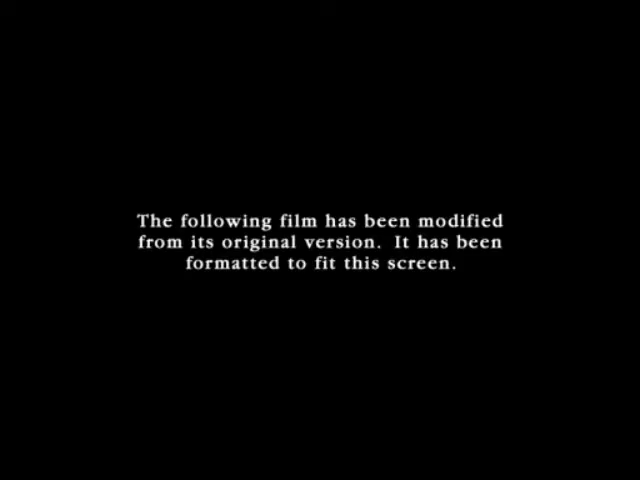 The following film has been modified
from its original version.  It has been
formatted to fit this screen.